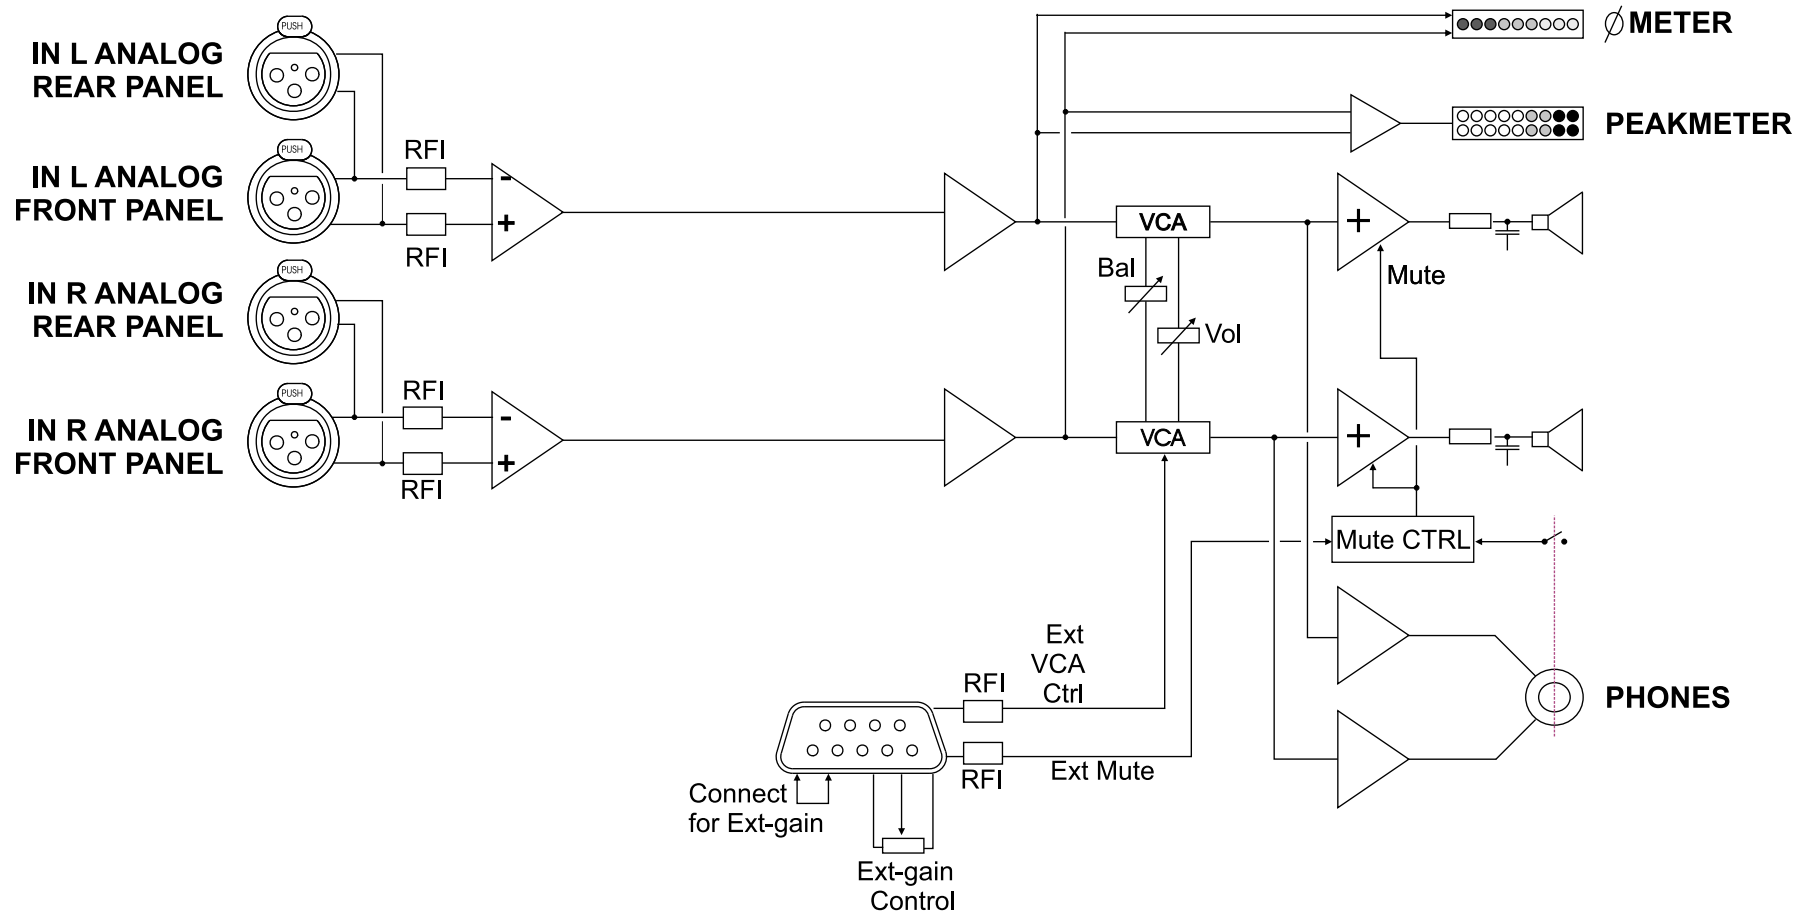 PUSH
IN L ANALOG
REAR PANEL
PUSH
IN L ANALOG
FRONT PANEL
RFI
-
+
RFI
PUSH
IN R ANALOG
REAR PANEL
PUSH
IN R ANALOG
FRONT PANEL
RFI
-
+
RFI
ø METER
PEAKMETER
VCA
Bal
Vol
VCA
+
Mute
+
Mute CTRL
Ext
VCA
Ctrl
RFI
RFI
Ext Mute
Connect
for Ext-gain
Ext-gain
Control
PHONES